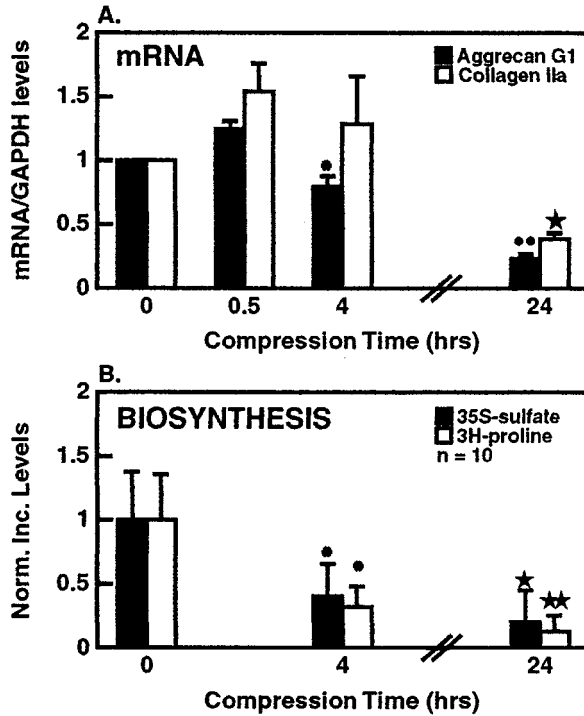 A.
mRNA
Aggrecan G1
Collagen IIa
mRNA/GAPDH levels
2
1.5
1
0.5
0
0 0.5 4 24
Compression Time (hrs)
B.
BIOSYNTHESIS
35S-sulfate
3H-proline
n = 10
Norm. Inc. Levels
2
1.5
1
0.5
0
0 4 24
Compression Time (hrs)